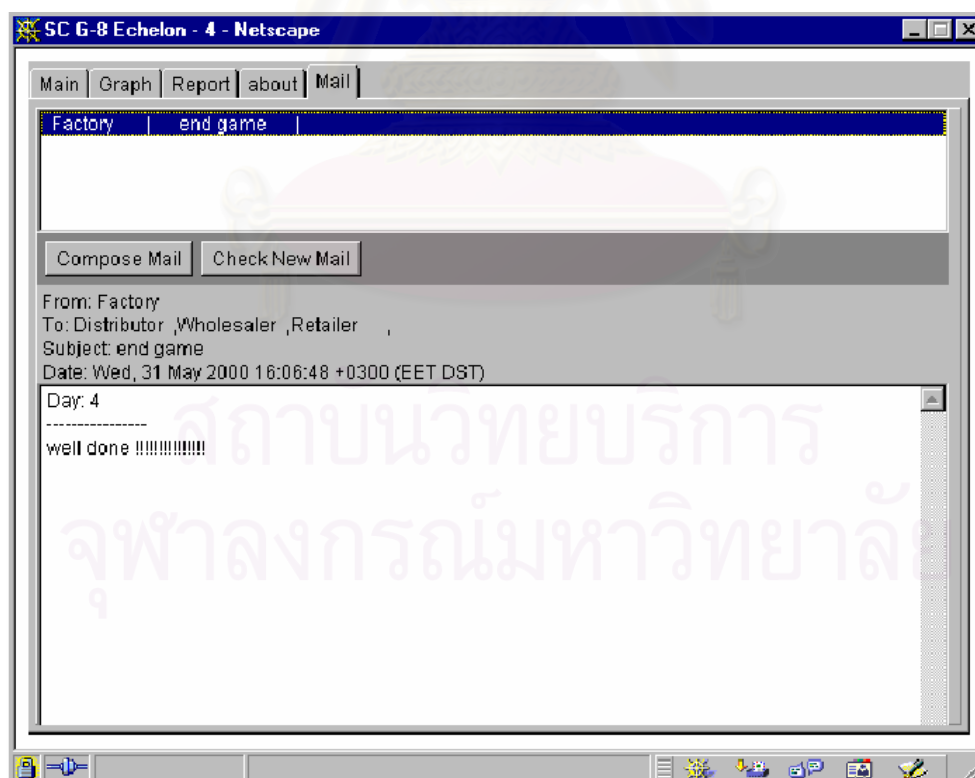 SC G-8 Echelon - 4 - Netscape
Main Graph Report about Mail
Factory | end game |
Compose Mail Check New Mail
From: Factory
To: Distributor ,Wholesaler ,Retailer ,
Subject: end game
Date: Wed, 31 May 2000 16:06:48 +0300 (EET DST)
Day: 4
---------------
well done !!!!!!!!!!!!!!!
สถาบันวิทยบริการ
จุฬาลงกรณ์มหาวิทยาลัย